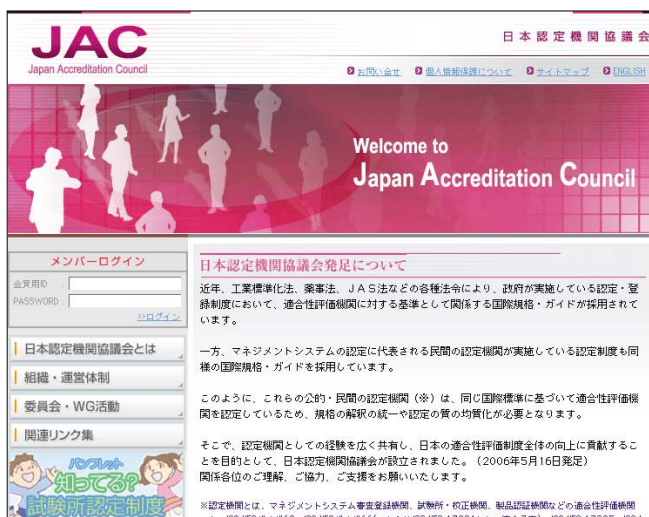 JAC
Japan Accreditation Council
日本認定機関協議会
お問い合せ 個人情報保護について サイトマップ ENGLISH
Welcome to
Japan Accreditation Council
メンバーログイン
会員用ID :
PASSWORD :
>>ログイン
日本認定機関協議会とは
組織・運営体制
委員会・WG活動
関連リンク集
パンフレット
知ってる?
試験所認定制度
日本認定機関協議会発足について
近年、工業標準化法、薬事法、JAS法などの各種法令により、政府が実施している認定・登
録制度において、適合性評価機関に対する基準として関係する国際規格・ガイドが採用されて
います。
一方、マネジメントシステムの認定に代表される民間の認定機関が実施している認定制度も同
様の国際規格・ガイドを採用しています。
このように、これらの公的・民間の認定機関(※)は、同じ国際標準に基づいて適合性評価機
関を認定しているため、規格の解釈の統一や認定の質の均質化が必要となります。
そこで、認定機関としての経験を広く共有し、日本の適合性評価制度全体の向上に貢献するこ
とを目的として、日本認定機関協議会が設立されました。(2006年5月16日発足)
関係各位のご理解、ご協力、ご支援をお願いいたします。
※認定機関とは、マネジメントシステム審査登録機関、試験所・校正機関、製品認証機関などの適合性評価機関